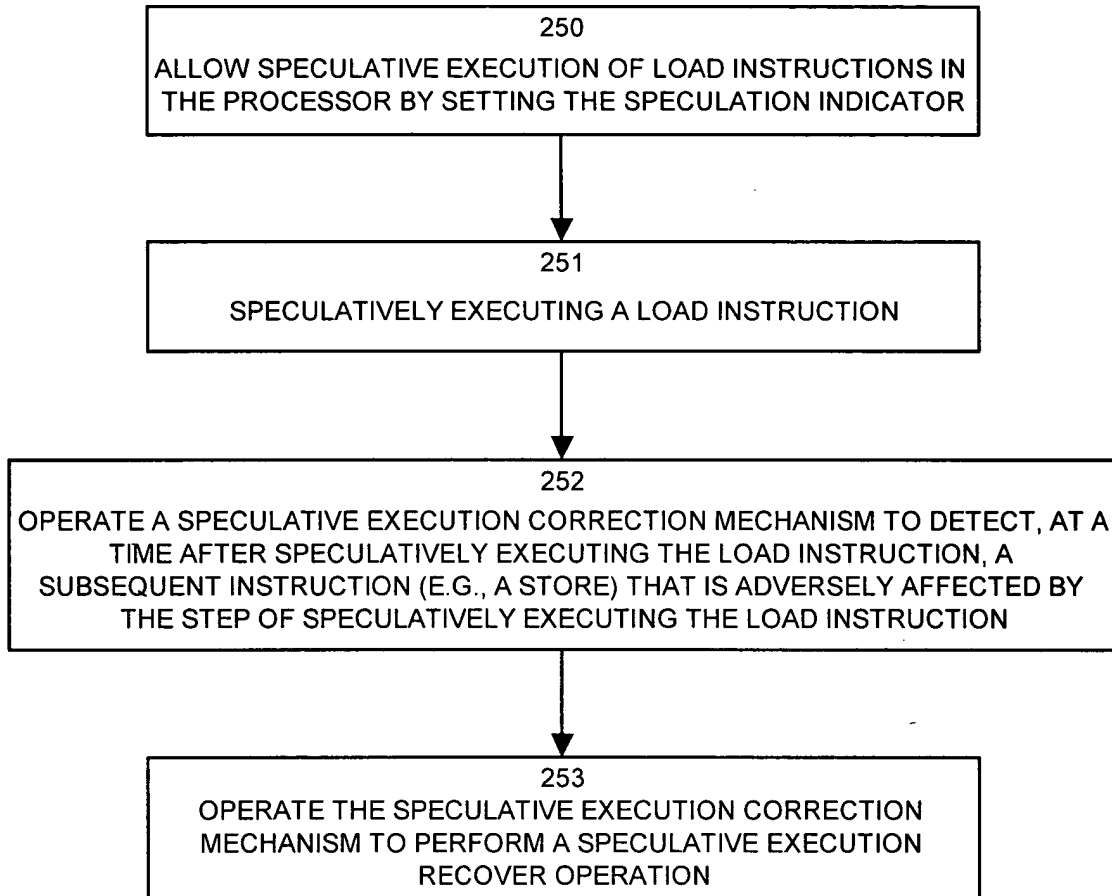 250
ALLOW SPECULATIVE EXECUTION OF LOAD INSTRUCTIONS IN
THE PROCESSOR BY SETTING THE SPECULATION INDICATOR
251
SPECULATIVELY EXECUTING A LOAD INSTRUCTION
252
OPERATE A SPECULATIVE EXECUTION CORRECTION MECHANISM TO DETECT, AT A
TIME AFTER SPECULATIVELY EXECUTING THE LOAD INSTRUCTION, A
SUBSEQUENT INSTRUCTION (E.G., A STORE) THAT IS ADVERSELY AFFECTED BY
THE STEP OF SPECULATIVELY EXECUTING THE LOAD INSTRUCTION
253
OPERATE THE SPECULATIVE EXECUTION CORRECTION
MECHANISM TO PERFORM A SPECULATIVE EXECUTION
RECOVER OPERATION